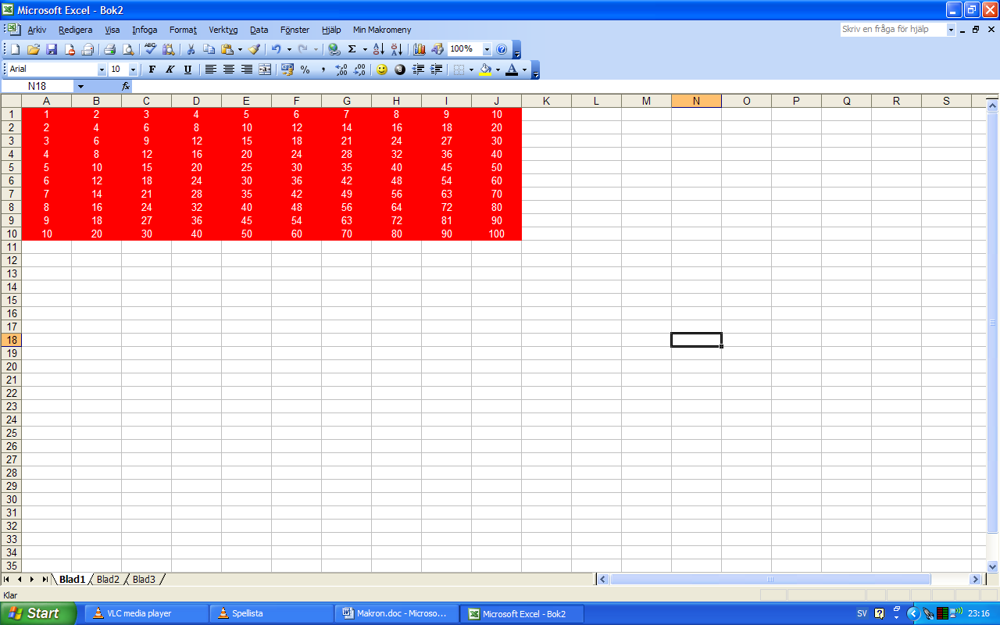 Microsoft Excel - Bok2
Arkiv Redigera Visa Infoga Format Verktyg Data Fönster Hjälp Min Makromeny Skriv en fråga för hjälp
100%
Arial 10 F K U
N18 fx
A B C D E F G H I J K L M N O P Q R S
1 1 2 3 4 5 6 7 8 9 10
2 2 4 6 8 10 12 14 16 18 20
3 3 6 9 12 15 18 21 24 27 30
4 4 8 12 16 20 24 28 32 36 40
5 5 10 15 20 25 30 35 40 45 50
6 6 12 18 24 30 36 42 48 54 60
7 7 14 21 28 35 42 49 56 63 70
8 8 16 24 32 40 48 56 64 72 80
9 9 18 27 36 45 54 63 72 81 90
10 10 20 30 40 50 60 70 80 90 100
11
12
13
14
15
16
17
18
19
20
21
22
23
24
25
26
27
28
29
30
31
32
33
34
35
Blad1 Blad2 Blad3
Klar
Start VLC media player Spellista Makron.doc - Microso... Microsoft Excel - Bok2 SV 23:16